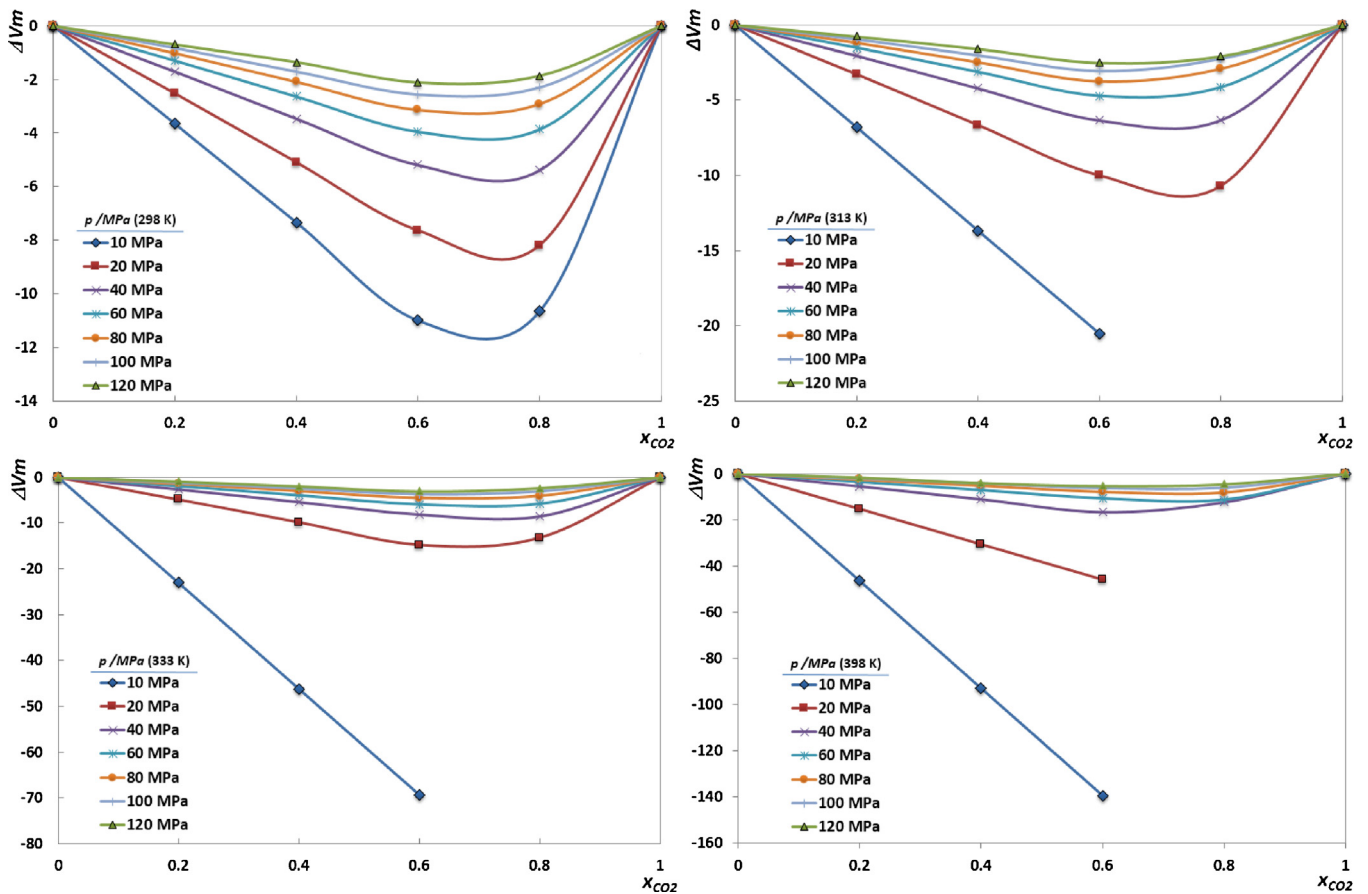 ΔVm
0
-2
-4
-6
-8
-10
-12
-14
p /MPa (298 K)
10 MPa
20 MPa
40 MPa
60 MPa
80 MPa
100 MPa
120 MPa
0 0.2 0.4 0.6 0.8 1
xCO2
ΔVm
0
-5
-10
-15
-20
-25
p /MPa (313 K)
10 MPa
20 MPa
40 MPa
60 MPa
80 MPa
100 MPa
120 MPa
0 0.2 0.4 0.6 0.8 1
xCO2
ΔVm
0
-10
-20
-30
-40
-50
-60
-70
-80
p /MPa (333 K)
10 MPa
20 MPa
40 MPa
60 MPa
80 MPa
100 MPa
120 MPa
0 0.2 0.4 0.6 0.8 1
xCO2
ΔVm
0
-20
-40
-60
-80
-100
-120
-140
-160
p /MPa (398 K)
10 MPa
20 MPa
40 MPa
60 MPa
80 MPa
100 MPa
120 MPa
0 0.2 0.4 0.6 0.8 1
xCO2